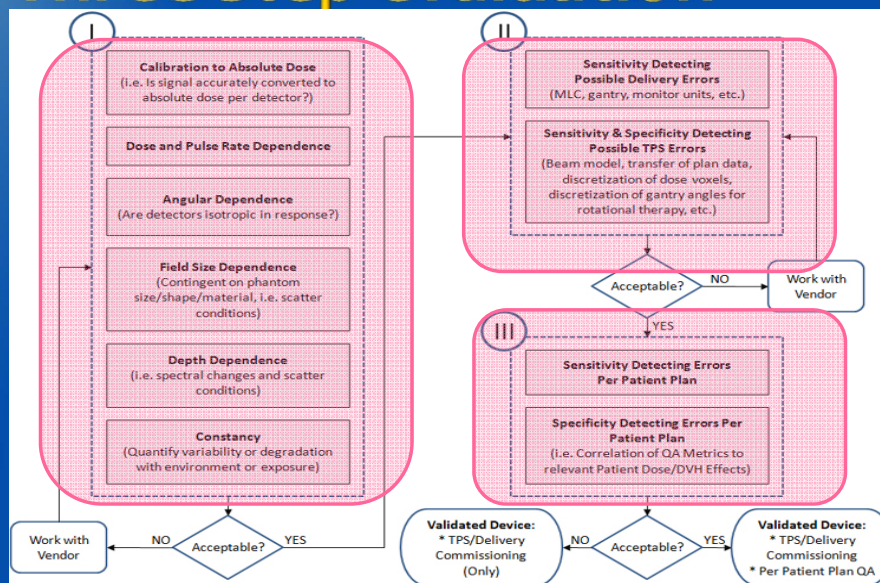 I
Calibration to Absolute Dose
(i.e. Is signal accurately converted to
absolute dose per detector?)
Dose and Pulse Rate Dependence
Angular Dependence
(Are detectors isotropic in response?)
Field Size Dependence
(Contingent on phantom
size/shape/material, i.e. scatter
conditions)
Depth Dependence
(i.e. spectral changes and scatter
conditions)
Constancy
(Quantify variability or degradation
with environment or exposure)
Work with
Vendor
NO
Acceptable?
YES
II
Sensitivity Detecting
Possible Delivery Errors
(MLC, gantry, monitor units, etc.)
Sensitivity & Specificity Detecting
Possible TPS Errors
(Beam model, transfer of plan data,
discretization of dose voxels,
discretization of gantry angles for
rotational therapy, etc.)
Acceptable?
NO
Work with
Vendor
YES
III
Sensitivity Detecting Errors
Per Patient Plan
Specificity Detecting Errors Per
Patient Plan
(i.e. Correlation of QA Metrics to
relevant Patient Dose/DVH Effects)
Validated Device:
* TPS/Delivery
Commissioning
(Only)
NO
Acceptable?
YES
Validated Device:
* TPS/Delivery
Commissioning
* Per Patient Plan QA